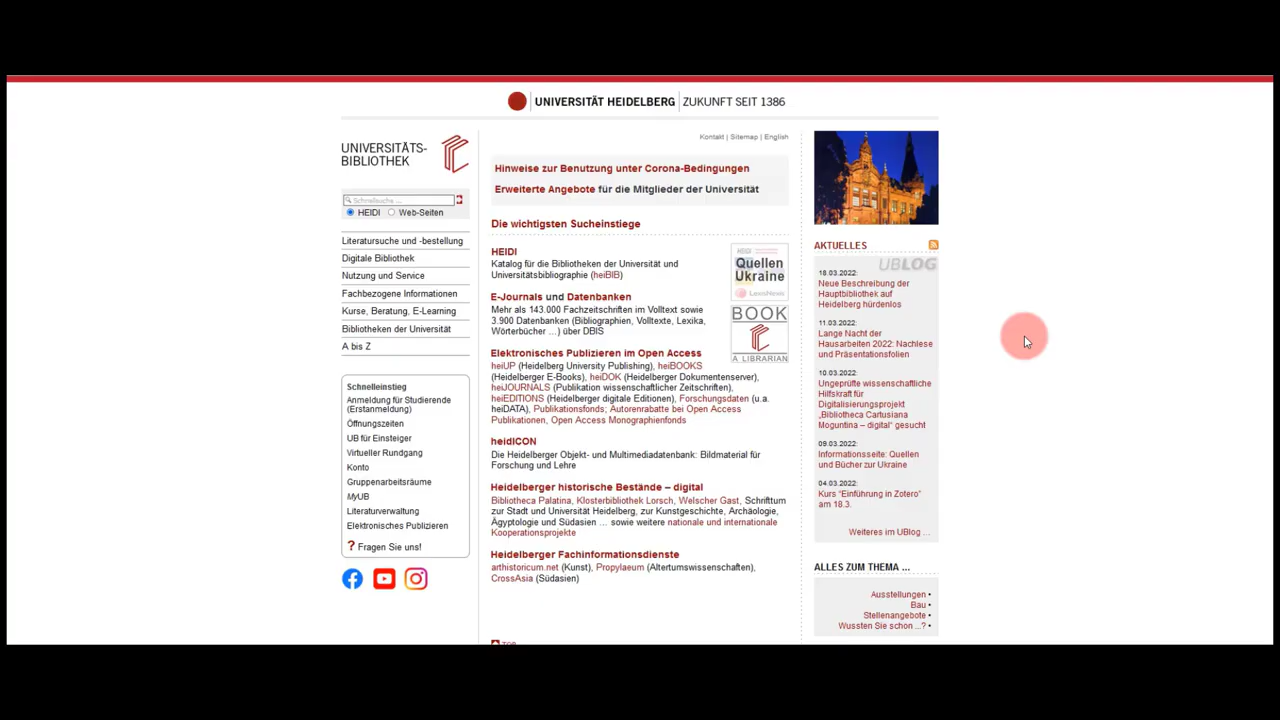 UNIVERSITÄT HEIDELBERG ZUKUNFT SEIT 1386
UNIVERSITÄTS-
BIBLIOTHEK
Schnellsuche ...
HEIDI Web-Seiten
Literatursuche und -bestellung
Digitale Bibliothek
Nutzung und Service
Fachbezogene Informationen
Kurse, Beratung, E-Learning
Bibliotheken der Universität
A bis Z
Schnelleinstieg
Anmeldung für Studierende
(Erstanmeldung)
Öffnungszeiten
UB für Einsteiger
Virtueller Rundgang
Konto
Gruppenarbeitsräume
MyUB
Literaturverwaltung
Elektronisches Publizieren
? Fragen Sie uns!
Kontakt | Sitemap | English
Hinweise zur Benutzung unter Corona-Bedingungen
Erweiterte Angebote für die Mitglieder der Universität
Die wichtigsten Sucheinstiege
HEIDI
Katalog für die Bibliotheken der Universität und
Universitätsbibliographie (heiBIB)
E-Journals und Datenbanken
Mehr als 143.000 Fachzeitschriften im Volltext sowie
3.900 Datenbanken (Bibliographien, Volltexte, Lexika,
Wörterbücher ...) über DBIS
HEIDI
Quellen
Ukraine
LexisNexis
BOOK
A LIBRARIAN
Elektronisches Publizieren im Open Access
heiUP (Heidelberg University Publishing), heiBOOKS
(Heidelberger E-Books), heiDOK (Heidelberger Dokumentenserver),
heiJOURNALS (Publikation wissenschaftlicher Zeitschriften),
heiEDITIONS (Heidelberger digitale Editionen), Forschungsdaten (u.a.
heiDATA), Publikationsfonds; Autorenrabatte bei Open Access
Publikationen, Open Access Monographienfonds
heidICON
Die Heidelberger Objekt- und Multimediadatenbank: Bildmaterial für
Forschung und Lehre
Heidelberger historische Bestände – digital
Bibliotheca Palatina, Klosterbibliothek Lorsch, Welscher Gast, Schrifttum
zur Stadt und Universität Heidelberg, zur Kunstgeschichte, Archäologie,
Ägyptologie und Südasien ... sowie weitere nationale und internationale
Kooperationsprojekte
Heidelberger Fachinformationsdienste
arthistoricum.net (Kunst), Propylaeum (Altertumswissenschaften),
CrossAsia (Südasien)
TOP
AKTUELLES
UBLOG
18.03.2022:
Neue Beschreibung der
Hauptbibliothek auf
Heidelberg hürdenlos
11.03.2022:
Lange Nacht der
Hausarbeiten 2022: Nachlese
und Präsentationsfolien
10.03.2022:
Ungeprüfte wissenschaftliche
Hilfskraft für
Digitalisierungsprojekt
„Bibliotheca Cartusiana
Moguntina – digital“ gesucht
09.03.2022:
Informationsseite: Quellen
und Bücher zur Ukraine
04.03.2022:
Kurs “Einführung in Zotero”
am 18.3.
Weiteres im UBlog ...
ALLES ZUM THEMA ...
Ausstellungen •
Bau •
Stellenangebote •
Wussten Sie schon ...? •